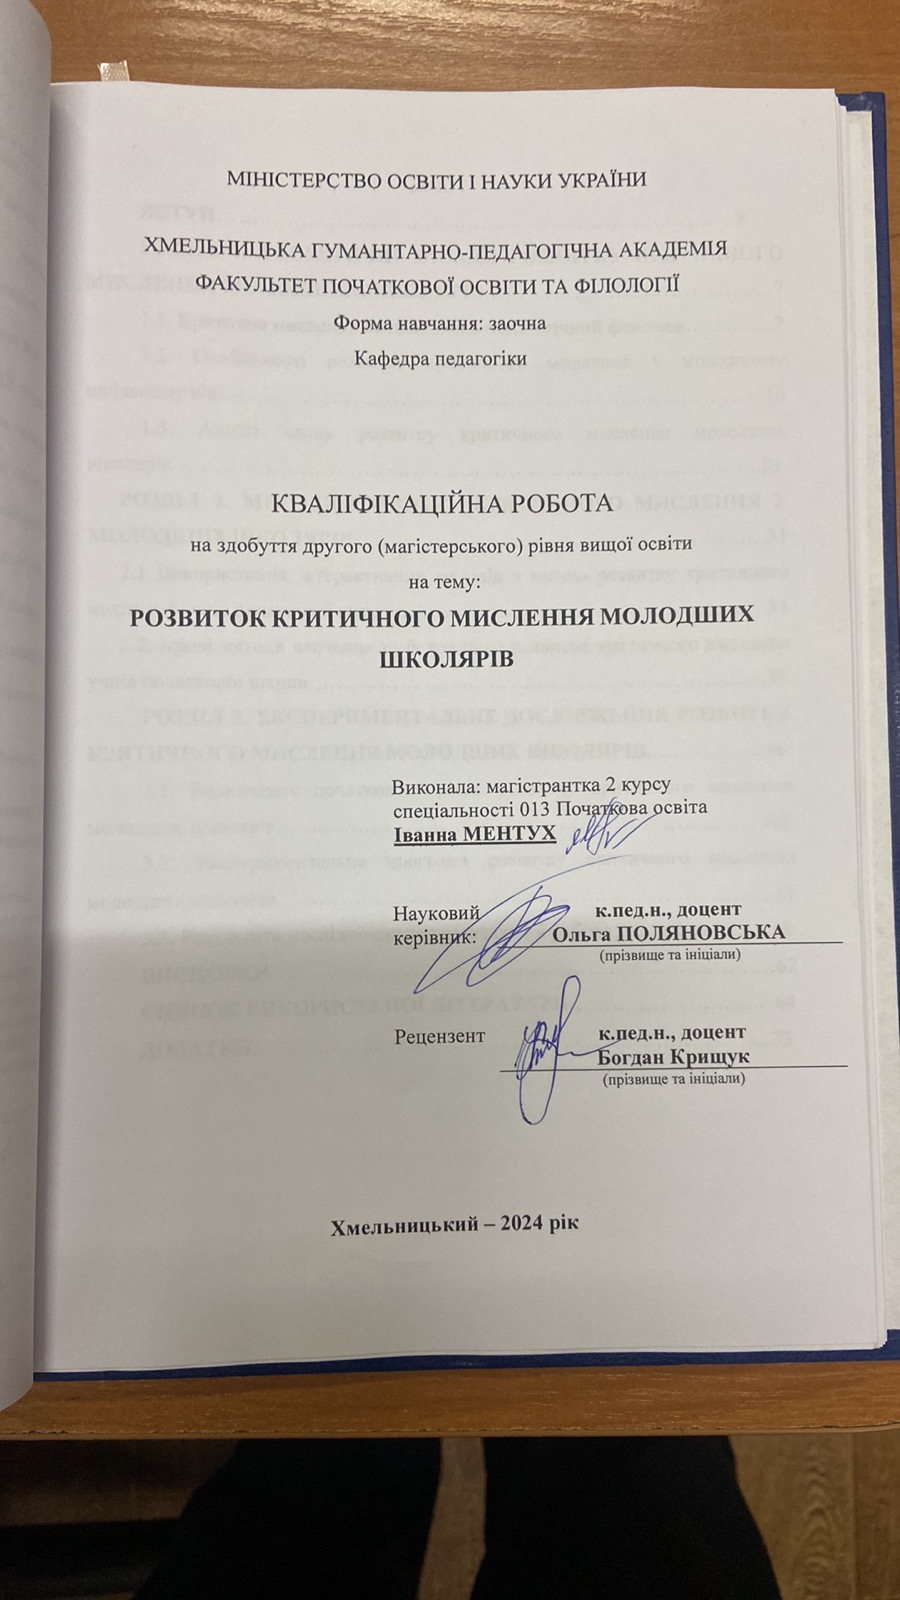 МІНІСТЕРСТВО ОСВІТИ І НАУКИ УКРАЇНИ
ХМЕЛЬНИЦЬКА ГУМАНІТАРНО-ПЕДАГОГІЧНА АКАДЕМІЯ
ФАКУЛЬТЕТ ПОЧАТКОВОЇ ОСВІТИ ТА ФІЛОЛОГІЇ
Форма навчання: заочна
Кафедра педагогіки
КВАЛІФІКАЦІЙНА РОБОТА
на здобуття другого (магістерського) рівня вищої освіти
на тему:
РОЗВИТОК КРИТИЧНОГО МИСЛЕННЯ МОЛОДШИХ
ШКОЛЯРІВ
Виконала: магістрантка 2 курсу
спеціальності 013 Початкова освіта
Іванна МЕНТУХ
Науковий к.пед.н., доцент
керівник: Ольга ПОЛЯНОВСЬКА
(прізвище та ініціали)
Рецензент к.пед.н., доцент
Богдан Крищук
(прізвище та ініціали)
Хмельницький – 2024 рік